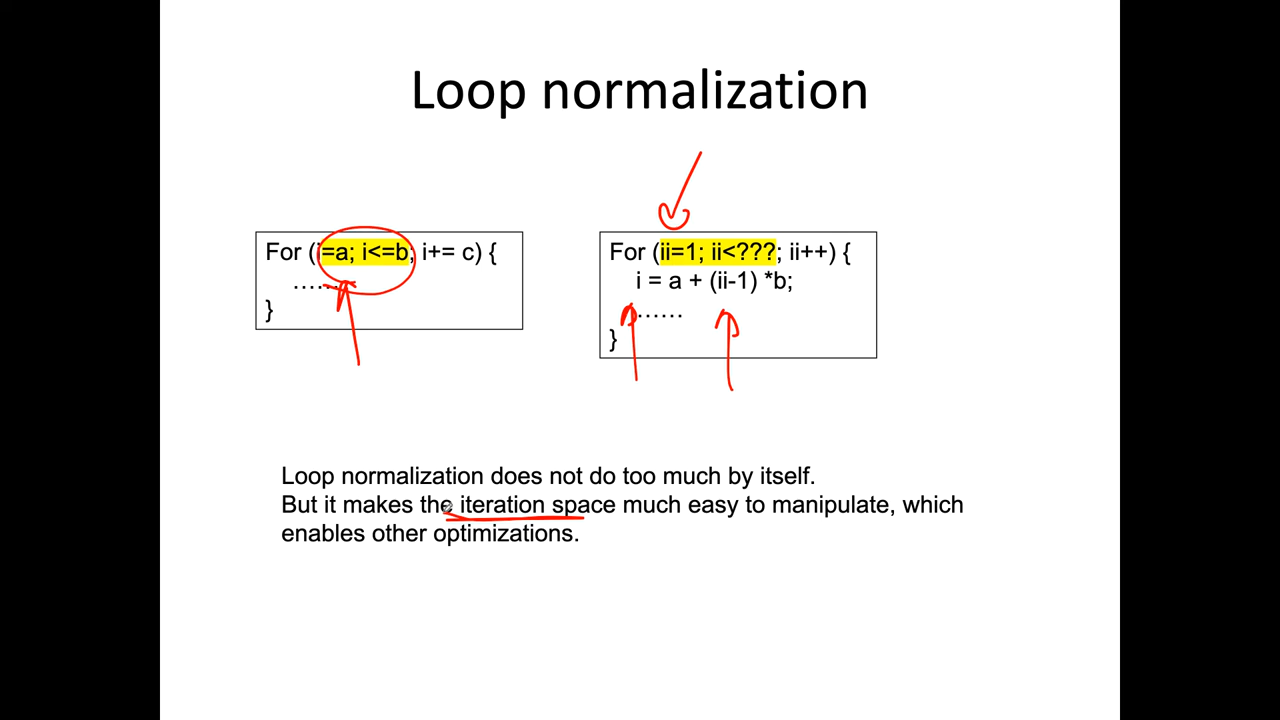 Loop normalization
For (i=a; i<=b; i+= c) {
......
}
For (ii=1; ii<???; ii++) {
i = a + (ii-1) *b;
......
}
Loop normalization does not do too much by itself.
But it makes the iteration space much easy to manipulate, which
enables other optimizations.